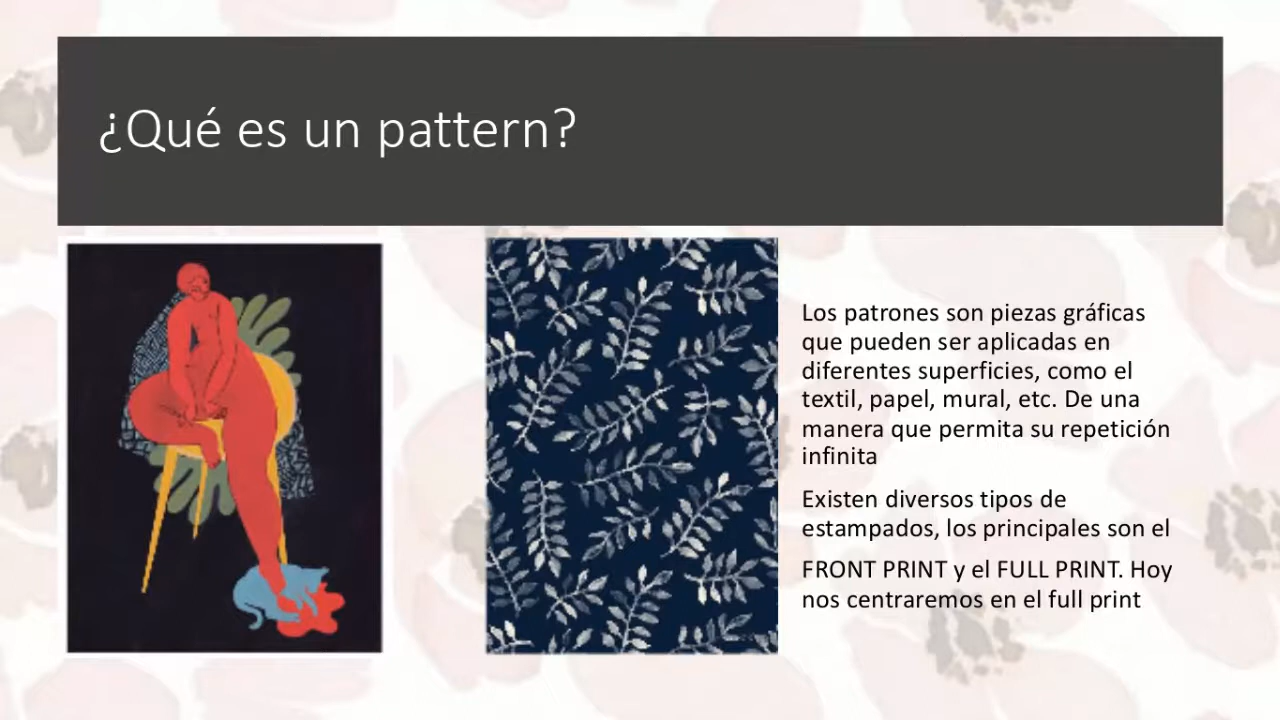 ¿Qué es un pattern?
Los patrones son piezas gráficas
que pueden ser aplicadas en
diferentes superficies, como el
textil, papel, mural, etc. De una
manera que permita su repetición
infinita
Existen diversos tipos de
estampados, los principales son el
FRONT PRINT y el FULL PRINT. Hoy
nos centraremos en el full print